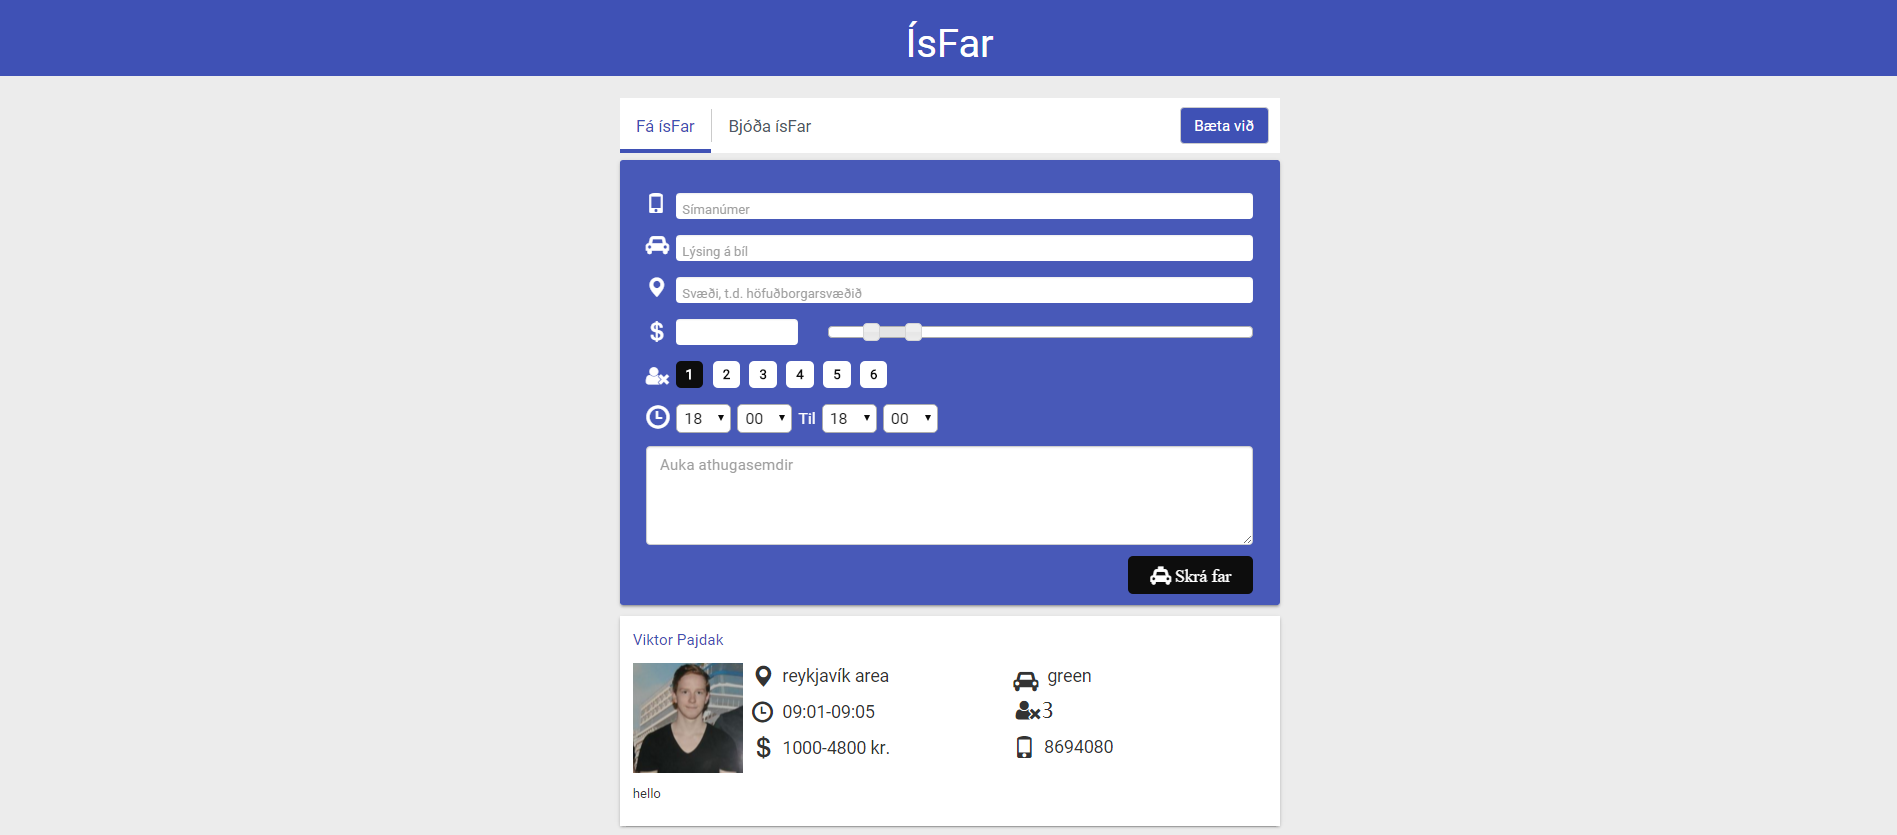 ÍsFar
Fá ísFar Bjóða ísFar Bæta við
Símanúmer
Lýsing á bíl
Svæði, t.d. höfuðborgarsvæðið
$
1 2 3 4 5 6
18 00 Til 18 00
Auka athugasemdir
Skrá far
Viktor Pajdak
reykjavík area green
09:01-09:05 3
$ 1000-4800 kr. 8694080
hello